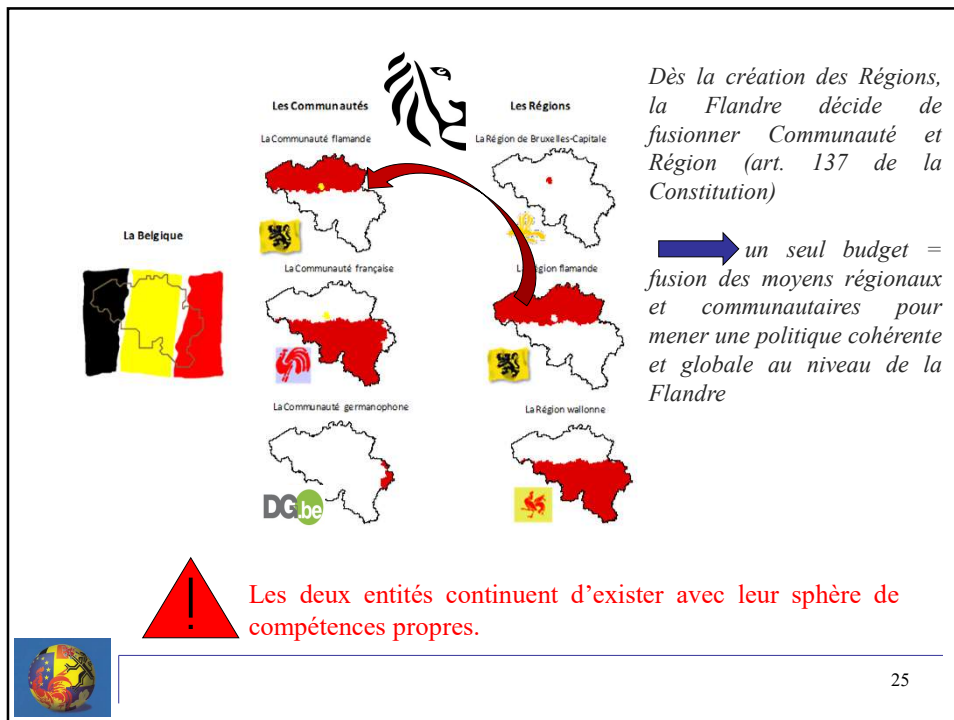 Les Communautés
Les Régions
La Communauté flamande
La Région de Bruxelles-Capitale
La Belgique
La Communauté française
La Région flamande
La Communauté germanophone
La Région wallonne
DG.be
Dès la création des Régions,
la Flandre décide de
fusionner Communauté et
Région (art. 137 de la
Constitution)
un seul budget =
fusion des moyens régionaux
et communautaires pour
mener une politique cohérente
et globale au niveau de la
Flandre
!
Les deux entités continuent d’exister avec leur sphère de
compétences propres.
25